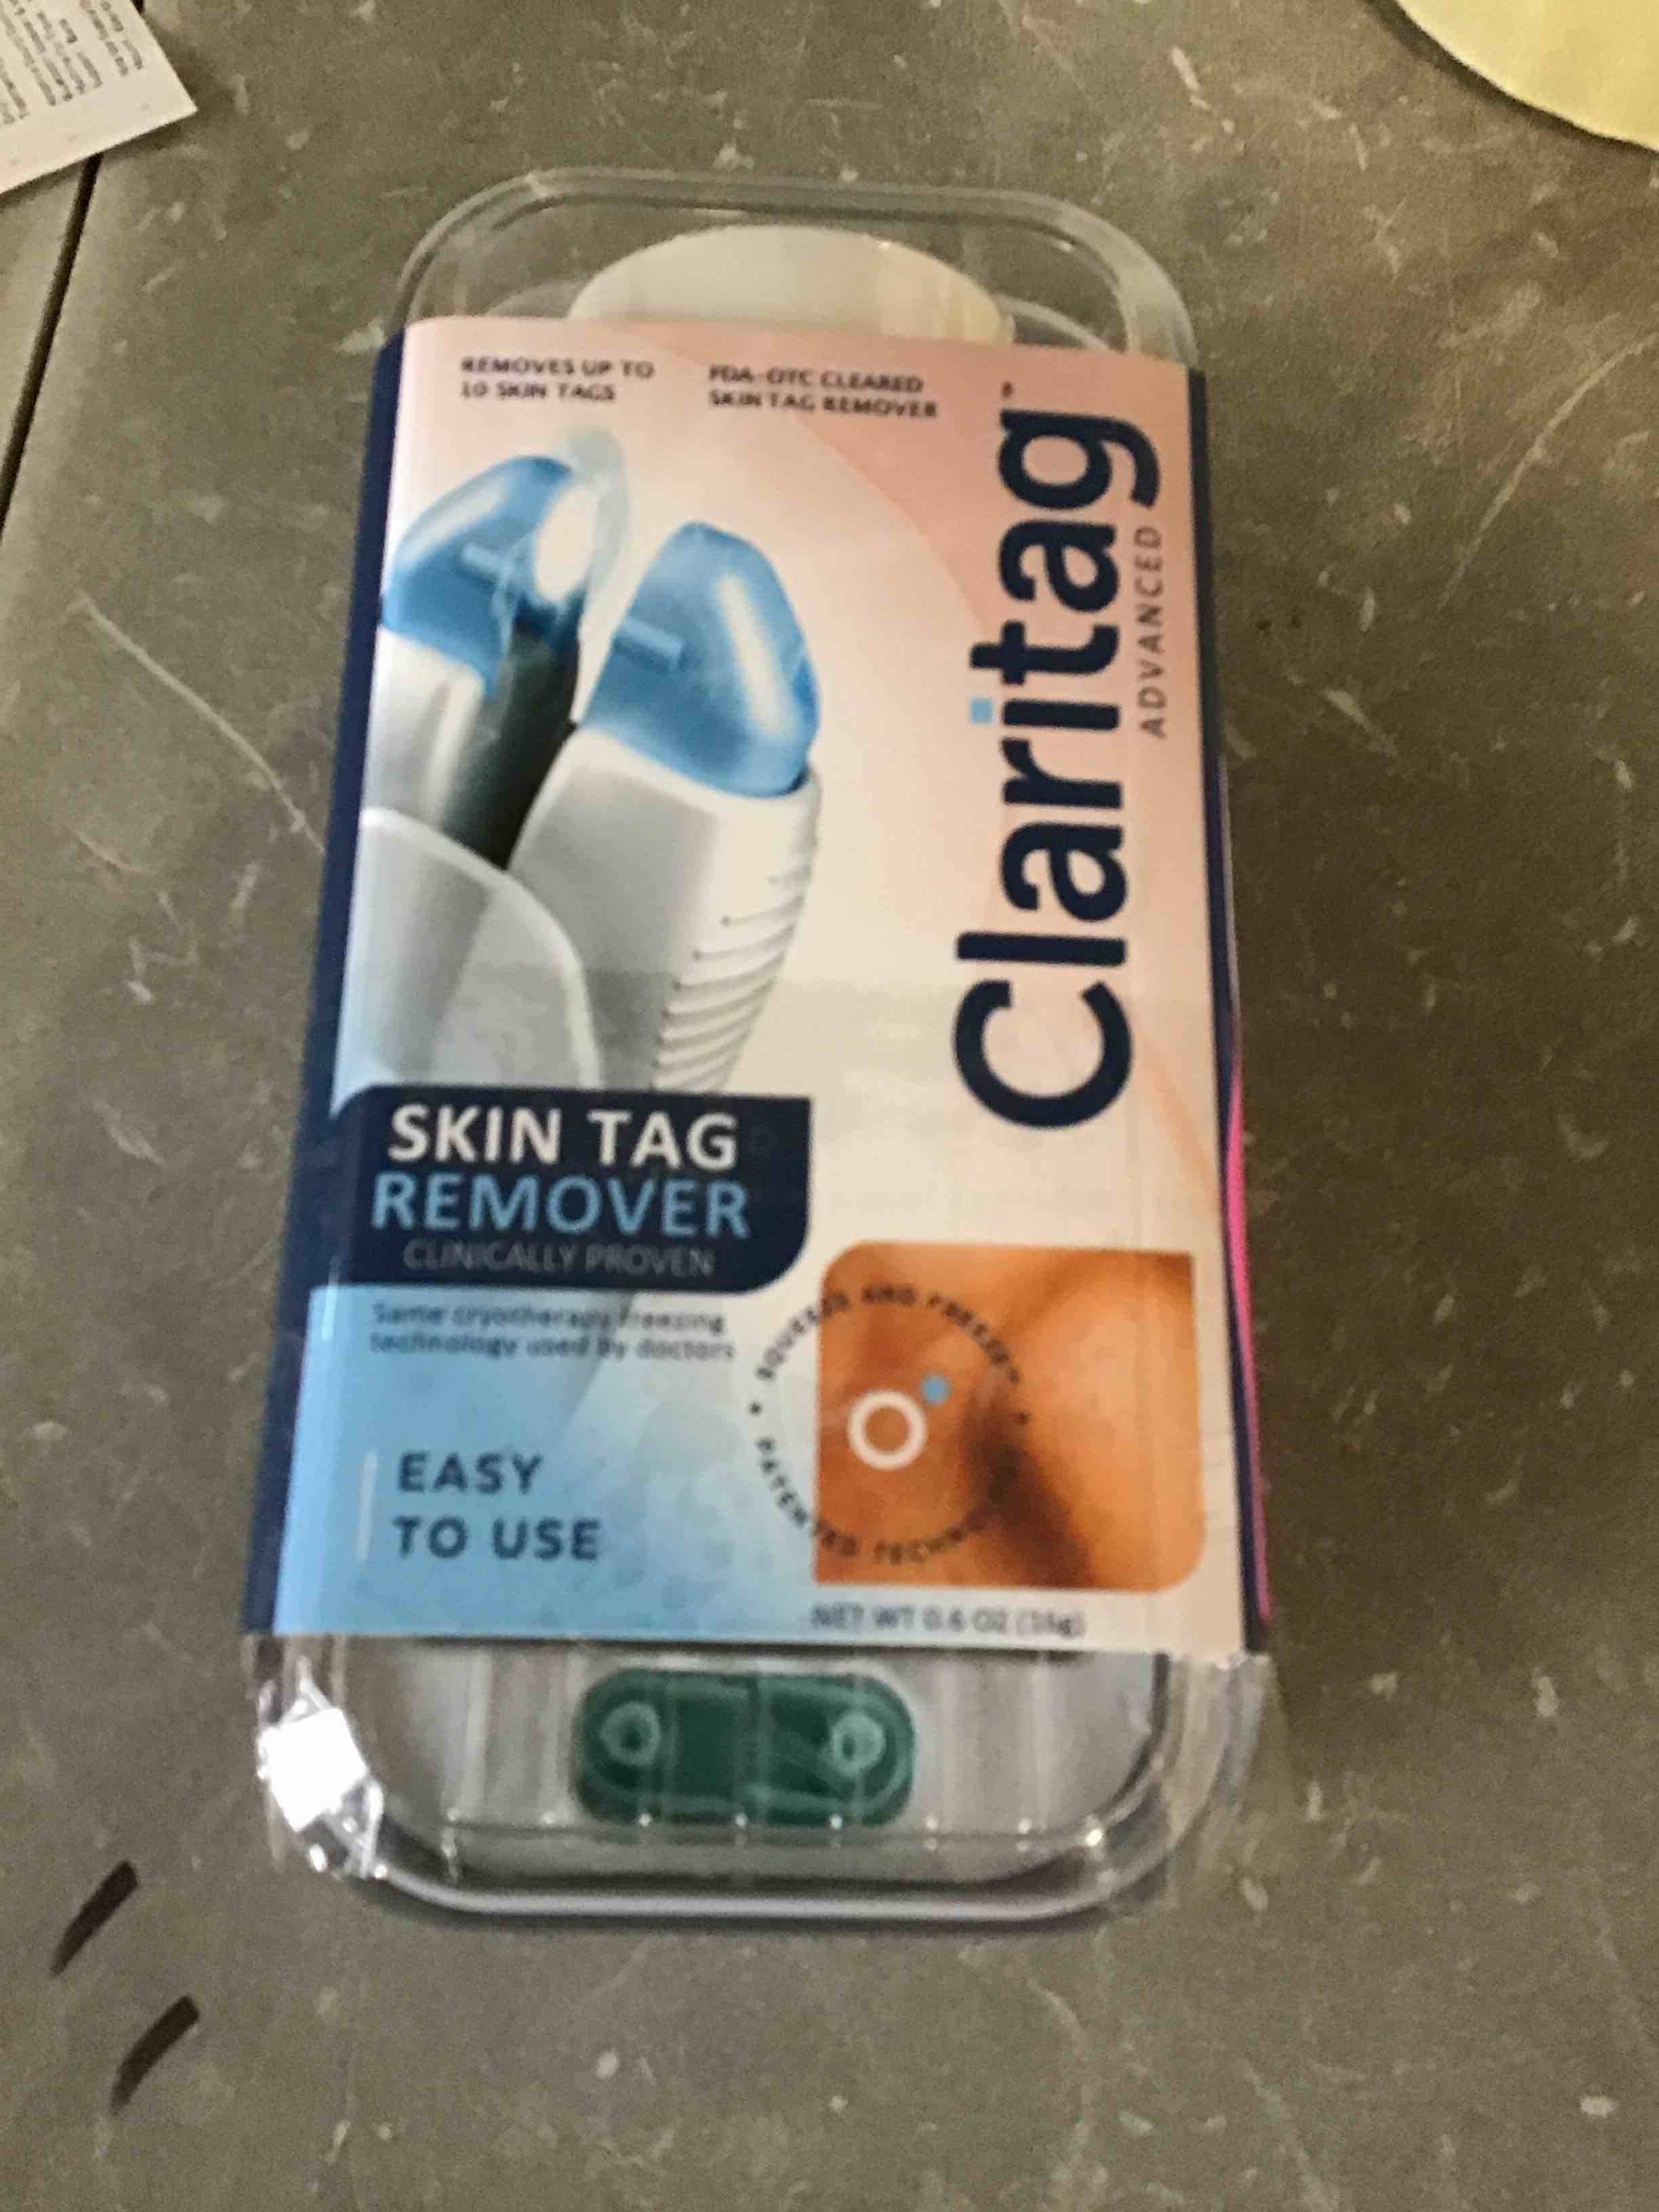 REMOVES UP TO
10 SKIN TAGS
FDA-OTC CLEARED
SKIN TAG REMOVER
Claritag
ADVANCED
SKIN TAG
REMOVER
CLINICALLY PROVEN
Same cryotherapy freezing
technology used by doctors
SQUEEZE AND FREEZE
PATENTED
EASY
TO USE
NET WT 0.6 OZ